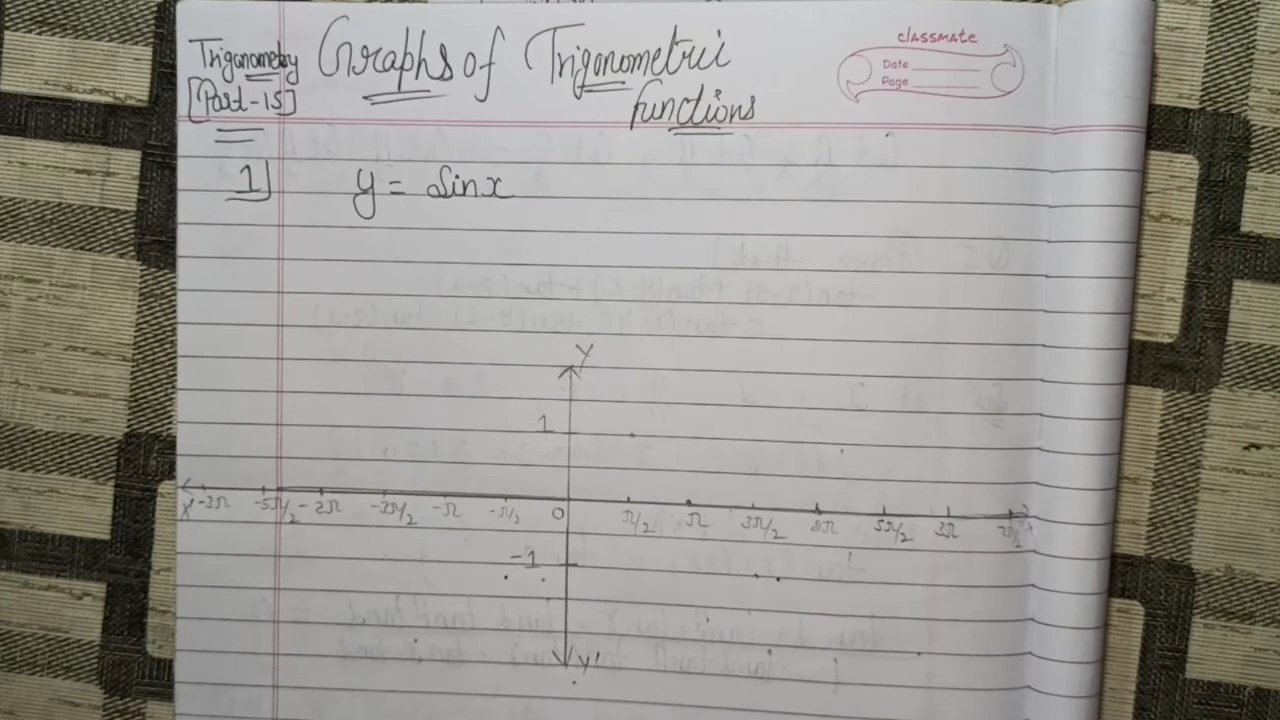 Trigonometry
[Part-15]
Graphs of Trigonometric
functions
classmate
Date
Page
1] y = Sinx
Y
1
X' -3π -5π/2 -2π -3π/2 -π -π/2 0 π/2 π 3π/2 2π 5π/2 3π 7π/2 X
-1
Y'